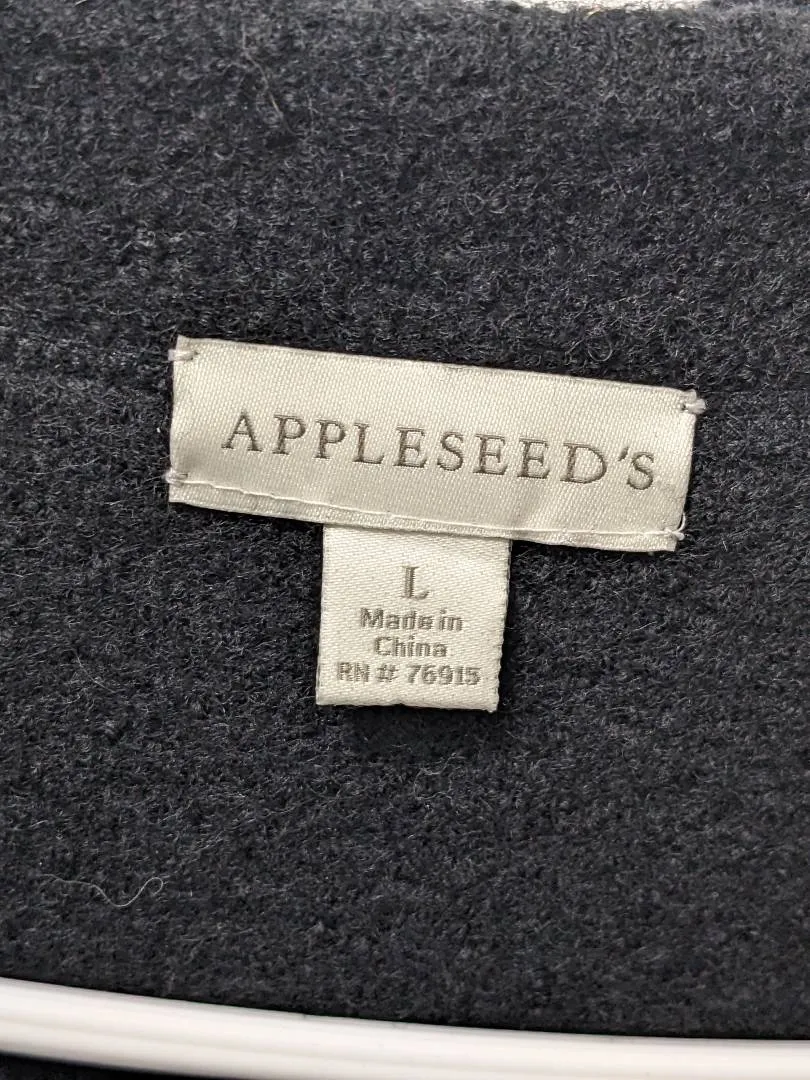 APPLESEED'S
L
Made in
China
RN # 76915